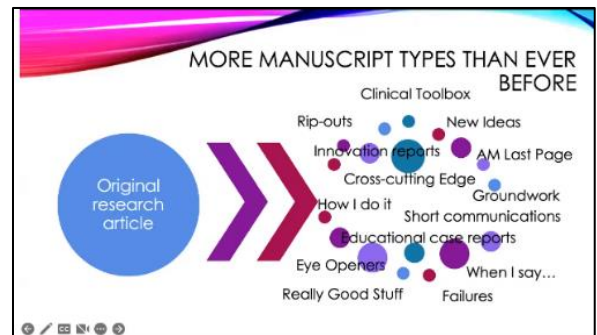 MORE MANUSCRIPT TYPES THAN EVER
BEFORE
Original
research
article
Clinical Toolbox
Rip-outs
New Ideas
Innovation reports
AM Last Page
Cross-cutting Edge
Groundwork
How I do it
Short communications
Educational case reports
Eye Openers
When I say...
Really Good Stuff
Failures
CC